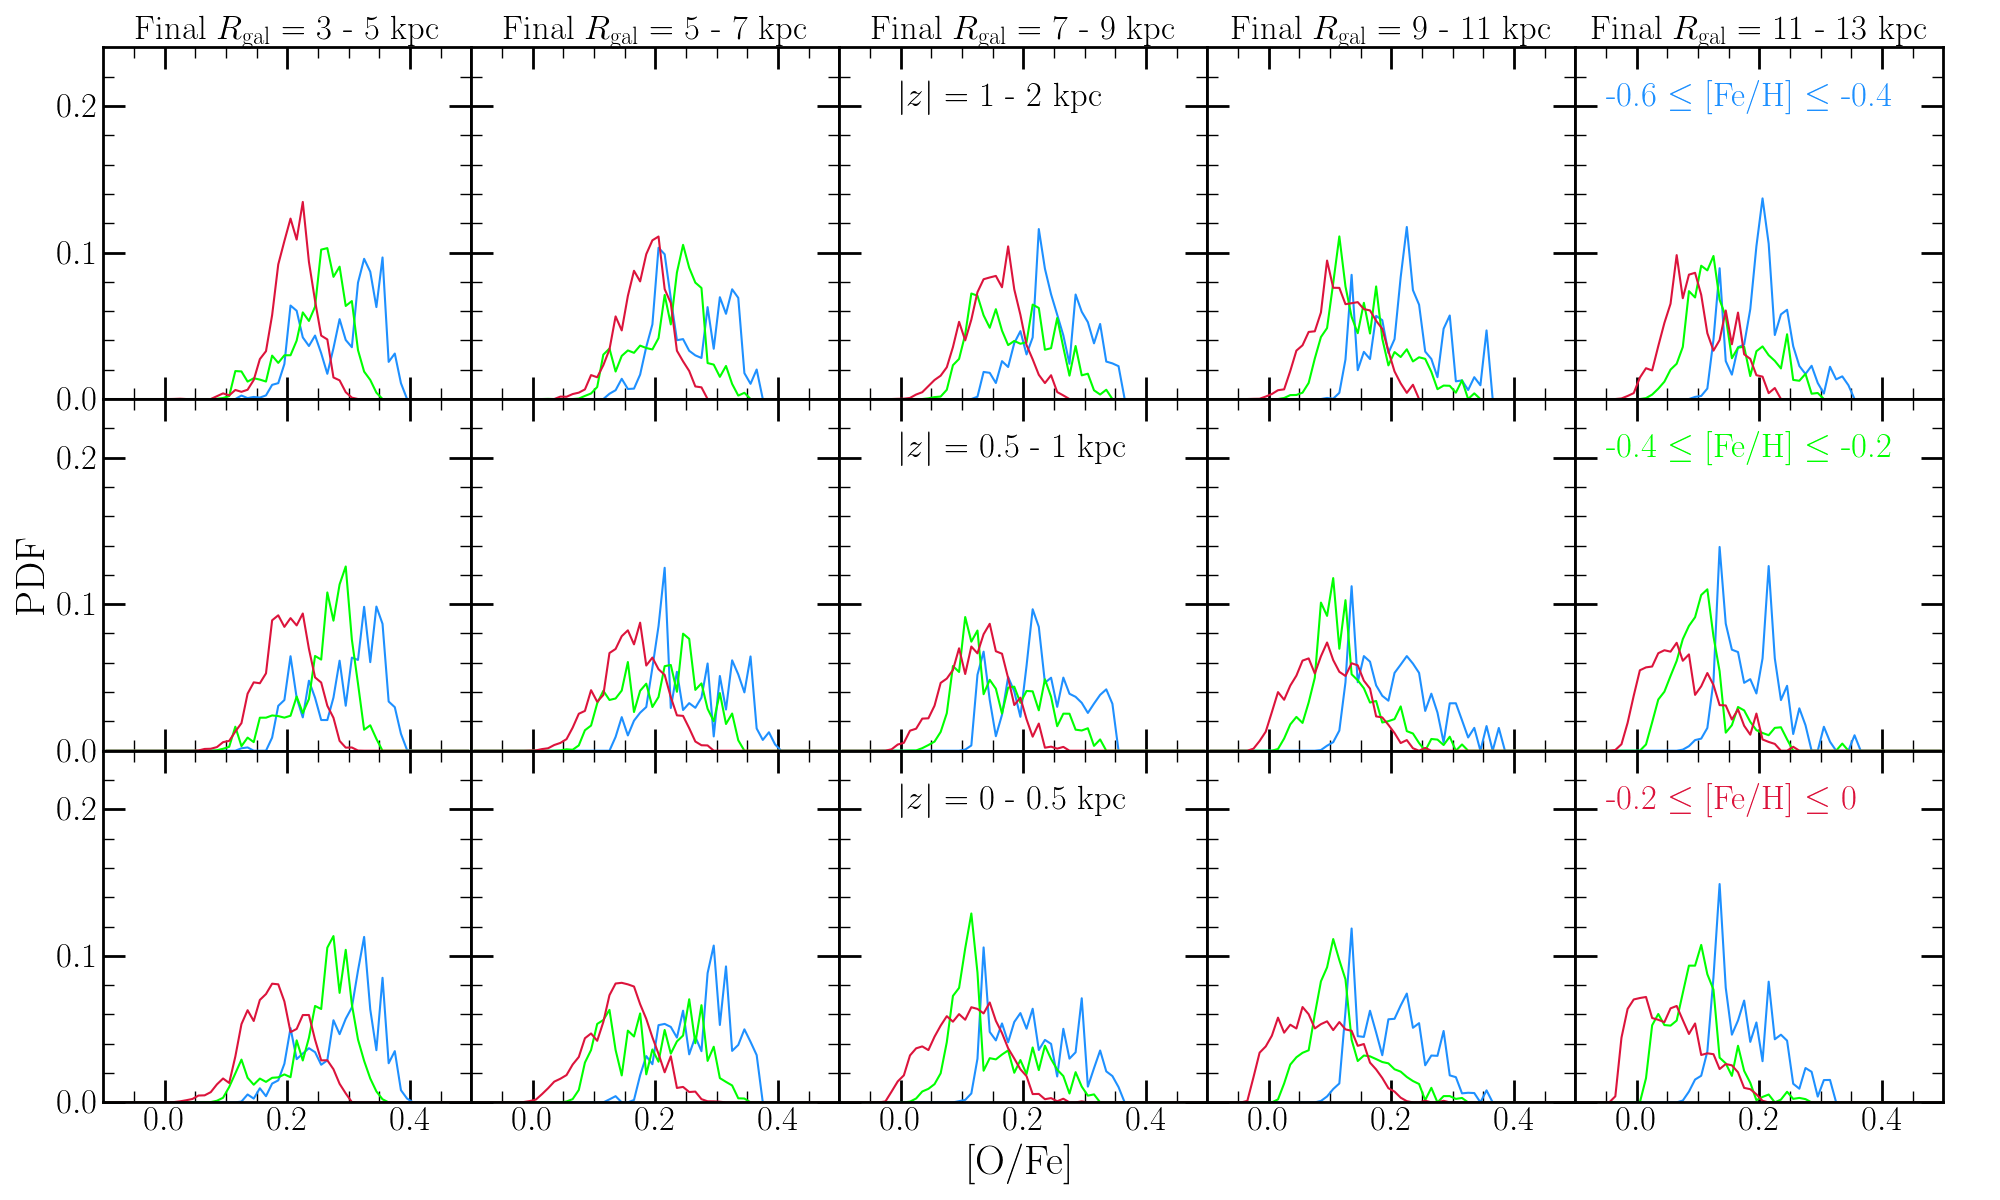 Final R_gal = 3 - 5 kpc
Final R_gal = 5 - 7 kpc
Final R_gal = 7 - 9 kpc
Final R_gal = 9 - 11 kpc
Final R_gal = 11 - 13 kpc
|z| = 1 - 2 kpc
-0.6 ≤ [Fe/H] ≤ -0.4
0.2
0.1
0.0
|z| = 0.5 - 1 kpc
-0.4 ≤ [Fe/H] ≤ -0.2
0.2
0.1
0.0
PDF
|z| = 0 - 0.5 kpc
-0.2 ≤ [Fe/H] ≤ 0
0.2
0.1
0.0
0.0 0.2 0.4
0.0 0.2 0.4
0.0 0.2 0.4
0.0 0.2 0.4
0.0 0.2 0.4
[O/Fe]